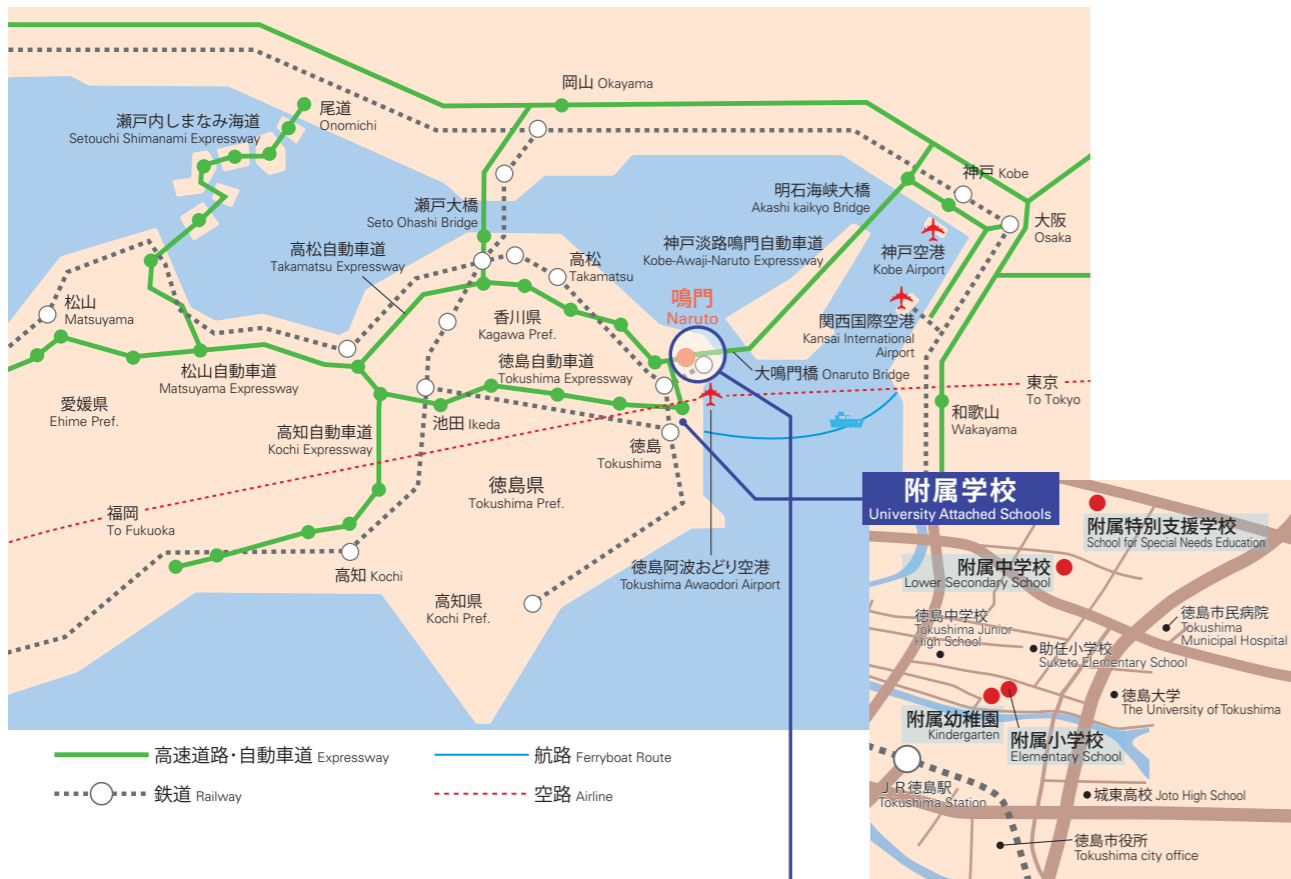 岡山 Okayama
尾道
Onomichi
瀬戸内しまなみ海道
Setouchi Shimanami Expressway
神戸 Kobe
明石海峡大橋
Akashi kaikyo Bridge
瀬戸大橋
Seto Ohashi Bridge
大阪
Osaka
神戸淡路鳴門自動車道
Kobe-Awaji-Naruto Expressway
高松自動車道
Takamatsu Expressway
神戸空港
Kobe Airport
高松
Takamatsu
鳴門
Naruto
松山
Matsuyama
香川県
Kagawa Pref.
関西国際空港
Kansai International
Airport
徳島自動車道
Tokushima Expressway
大鳴門橋 Onaruto Bridge
松山自動車道
Matsuyama Expressway
東京
To Tokyo
愛媛県
Ehime Pref.
和歌山
Wakayama
池田 Ikeda
高知自動車道
Kochi Expressway
徳島
Tokushima
徳島県
Tokushima Pref.
附属学校
University Attached Schools
福岡
To Fukuoka
高知 Kochi
徳島阿波おどり空港
Tokushima Awaodori Airport
高知県
Kochi Pref.
附属特別支援学校
School for Special Needs Education
附属中学校
Lower Secondary School
徳島中学校
Tokushima Junior
High School
徳島市民病院
Tokushima
Municipal Hospital
助任小学校
Suketo Elementary School
徳島大学
The University of Tokushima
附属幼稚園
Kindergarten
附属小学校
Elementary School
JR徳島駅
Tokushima Station
城東高校 Joto High School
徳島市役所
Tokushima city office
高速道路・自動車道 Expressway
航路 Ferryboat Route
鉄道 Railway
空路 Airline